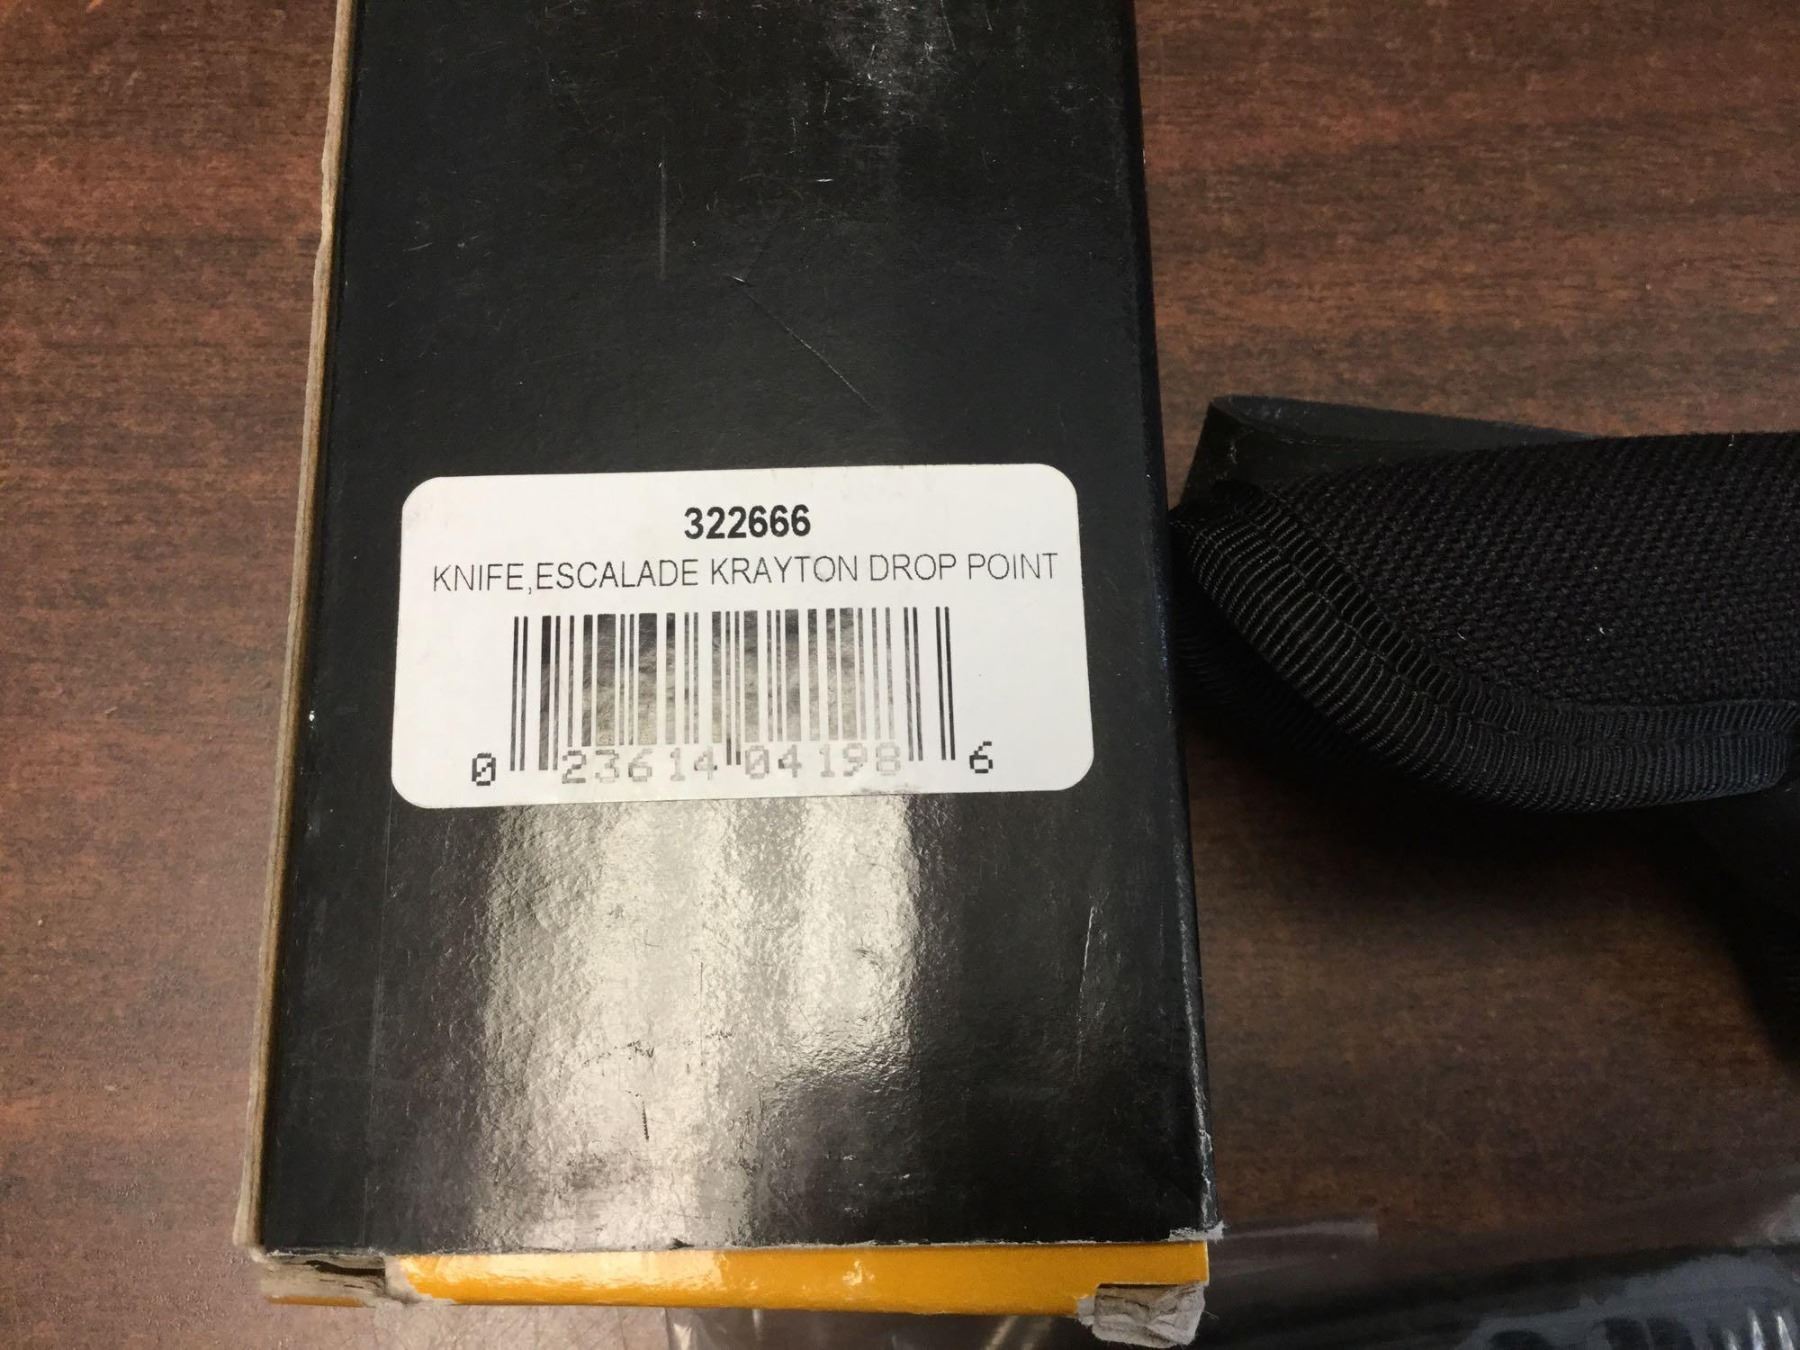 322666
KNIFE,ESCALADE KRAYTON DROP POINT
0 23614 04198 6